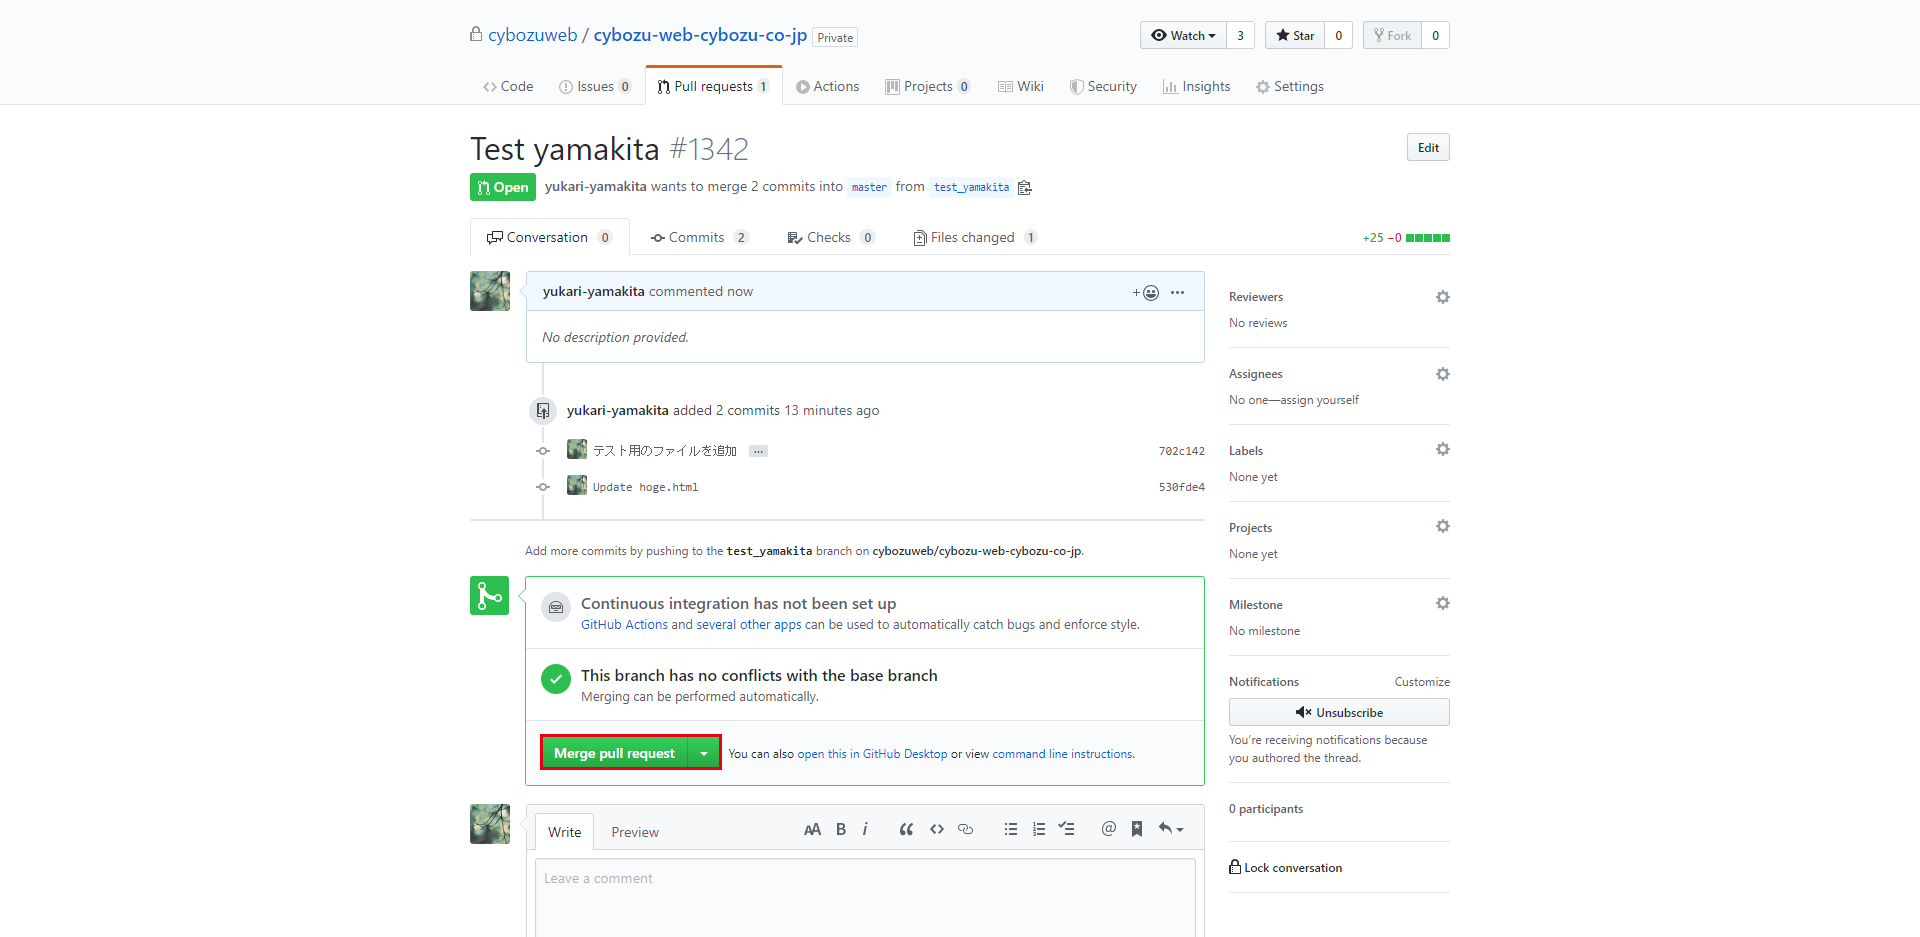 cybozuweb / cybozu-web-cybozu-co-jp Private
Watch 3 Star 0 Fork 0
Code Issues 0 Pull requests 1 Actions Projects 0 Wiki Security Insights Settings
Test yamakita #1342
Edit
Open yukari-yamakita wants to merge 2 commits into master from test_yamakita
Conversation 0 Commits 2 Checks 0 Files changed 1
+25 −0
yukari-yamakita commented now
No description provided.
yukari-yamakita added 2 commits 13 minutes ago
テスト用のファイルを追加 … 702c142
Update hoge.html 530fde4
Add more commits by pushing to the test_yamakita branch on cybozuweb/cybozu-web-cybozu-co-jp.
Continuous integration has not been set up
GitHub Actions and several other apps can be used to automatically catch bugs and enforce style.
This branch has no conflicts with the base branch
Merging can be performed automatically.
Merge pull request You can also open this in GitHub Desktop or view command line instructions.
Write Preview AA B i
Leave a comment
Reviewers
No reviews
Assignees
No one—assign yourself
Labels
None yet
Projects
None yet
Milestone
No milestone
Notifications Customize
Unsubscribe
You're receiving notifications because
you authored the thread.
0 participants
Lock conversation